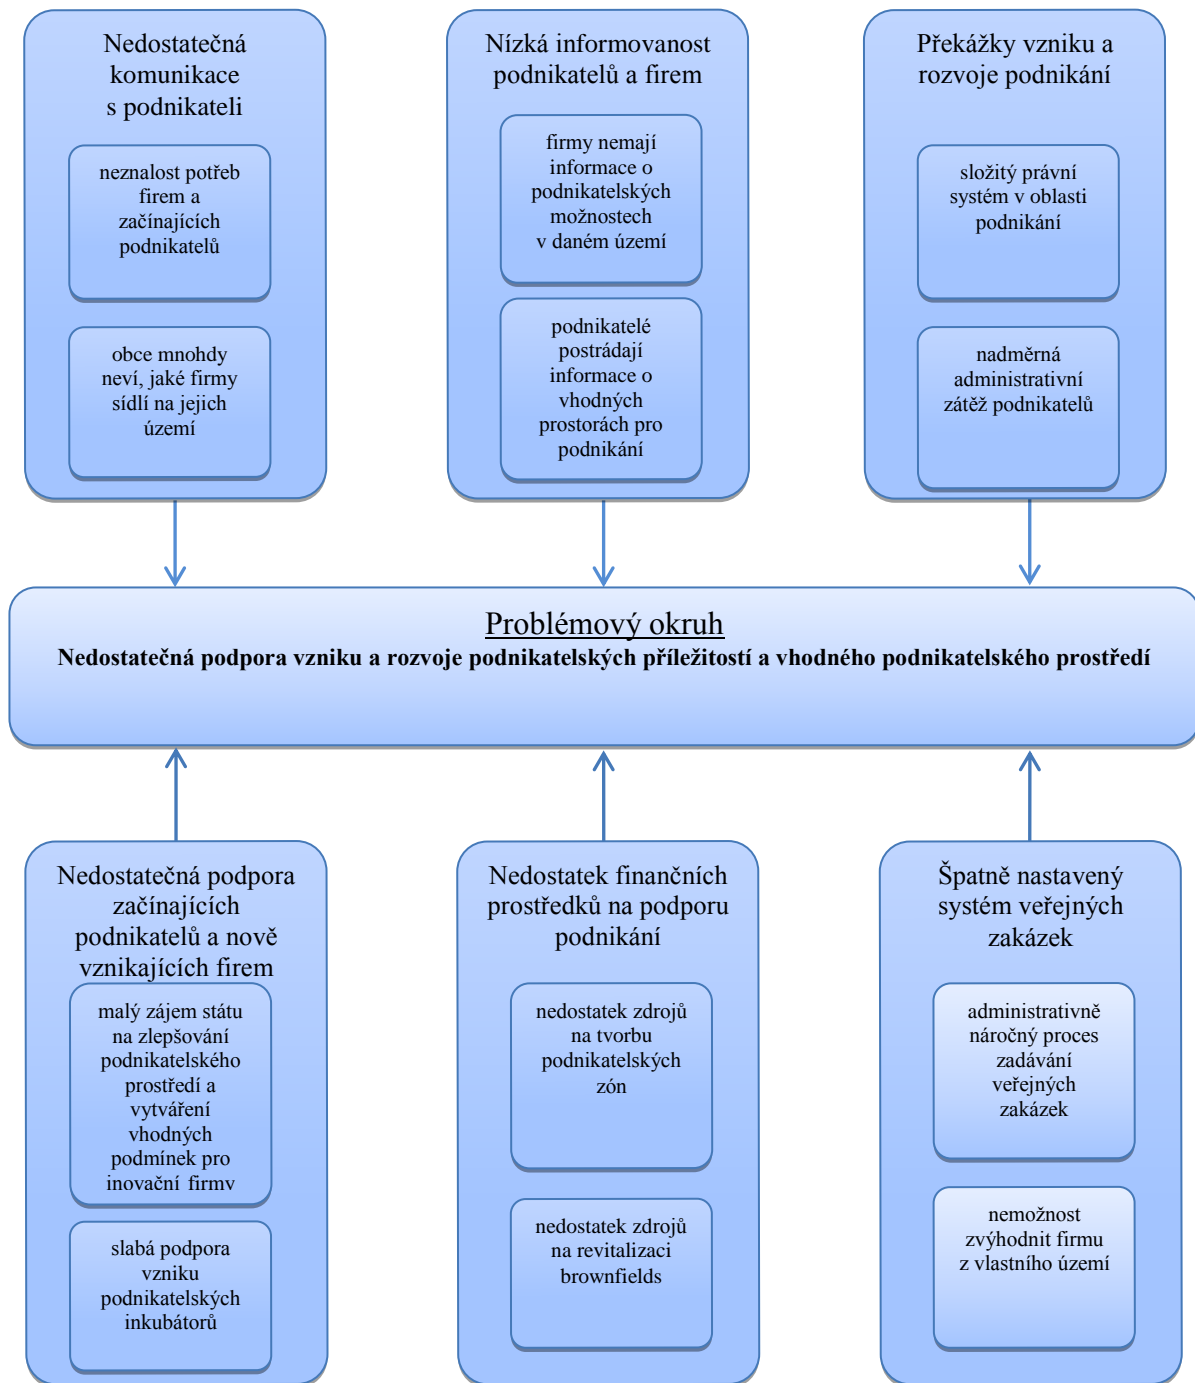 Nedostatečná
komunikace
s podnikateli
neznalost potřeb
firem a
začínajících
podnikatelů
obce mnohdy
neví, jaké firmy
sídlí na jejich
území
Nízká informovanost
podnikatelů a firem
firmy nemají
informace o
podnikatelských
možnostech
v daném území
podnikatelé
postrádají
informace o
vhodných
prostorách pro
podnikání
Překážky vzniku a
rozvoje podnikání
složitý právní
systém v oblasti
podnikání
nadměrná
administrativní
zátěž podnikatelů
Problémový okruh
Nedostatečná podpora vzniku a rozvoje podnikatelských příležitostí a vhodného podnikatelského prostředí
Nedostatečná podpora
začínajících
podnikatelů a nově
vznikajících firem
malý zájem státu
na zlepšování
podnikatelského
prostředí a
vytváření
vhodných
podmínek pro
inovační firmy
slabá podpora
vzniku
podnikatelských
inkubátorů
Nedostatek finančních
prostředků na podporu
podnikání
nedostatek zdrojů
na tvorbu
podnikatelských
zón
nedostatek zdrojů
na revitalizaci
brownfields
Špatně nastavený
systém veřejných
zakázek
administrativně
náročný proces
zadávání
veřejných
zakázek
nemožnost
zvýhodnit firmu
z vlastního území